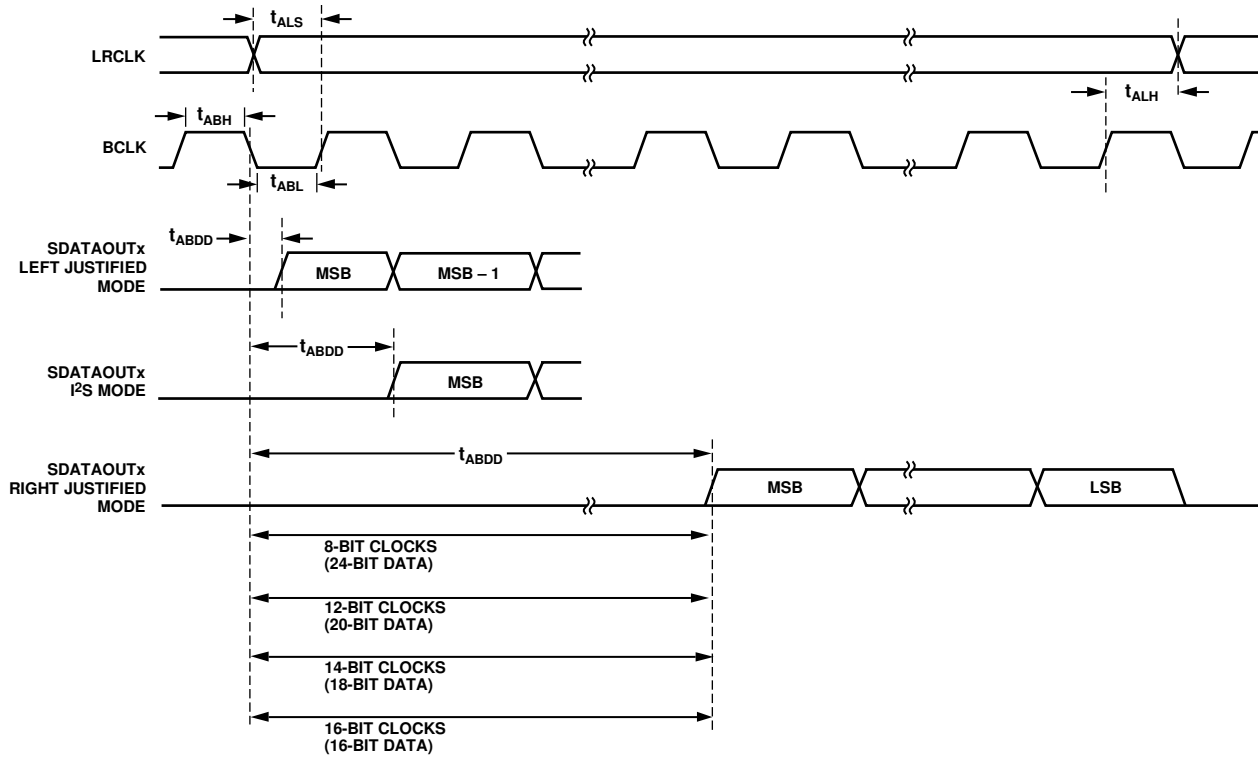 tALS
LRCLK
tALH
tABH
BCLK
tABL
tABDD
SDATAOUTx
LEFT JUSTIFIED
MODE
MSB
MSB – 1
tABDD
SDATAOUTx
I2S MODE
MSB
tABDD
SDATAOUTx
RIGHT JUSTIFIED
MODE
MSB
LSB
8-BIT CLOCKS
(24-BIT DATA)
12-BIT CLOCKS
(20-BIT DATA)
14-BIT CLOCKS
(18-BIT DATA)
16-BIT CLOCKS
(16-BIT DATA)